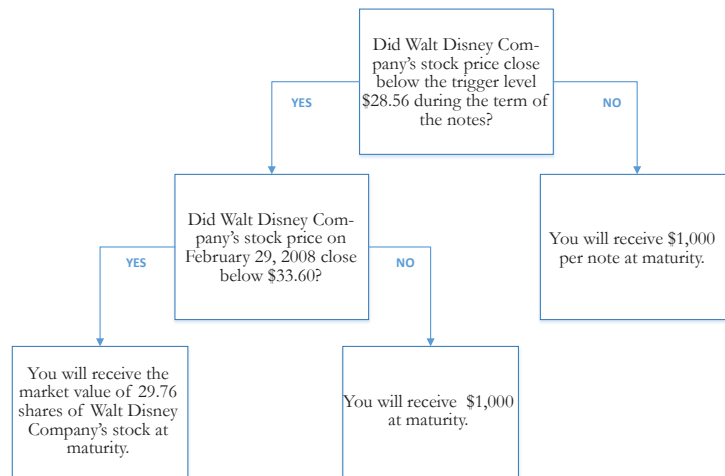 Did Walt Disney Com-
pany's stock price close
below the trigger level
$28.56 during the term of
the notes?
YES
NO
Did Walt Disney Com-
pany's stock price on
February 29, 2008 close
below $33.60?
You will receive $1,000
per note at maturity.
YES
NO
You will receive the
market value of 29.76
shares of Walt Disney
Company's stock at
maturity.
You will receive $1,000
at maturity.